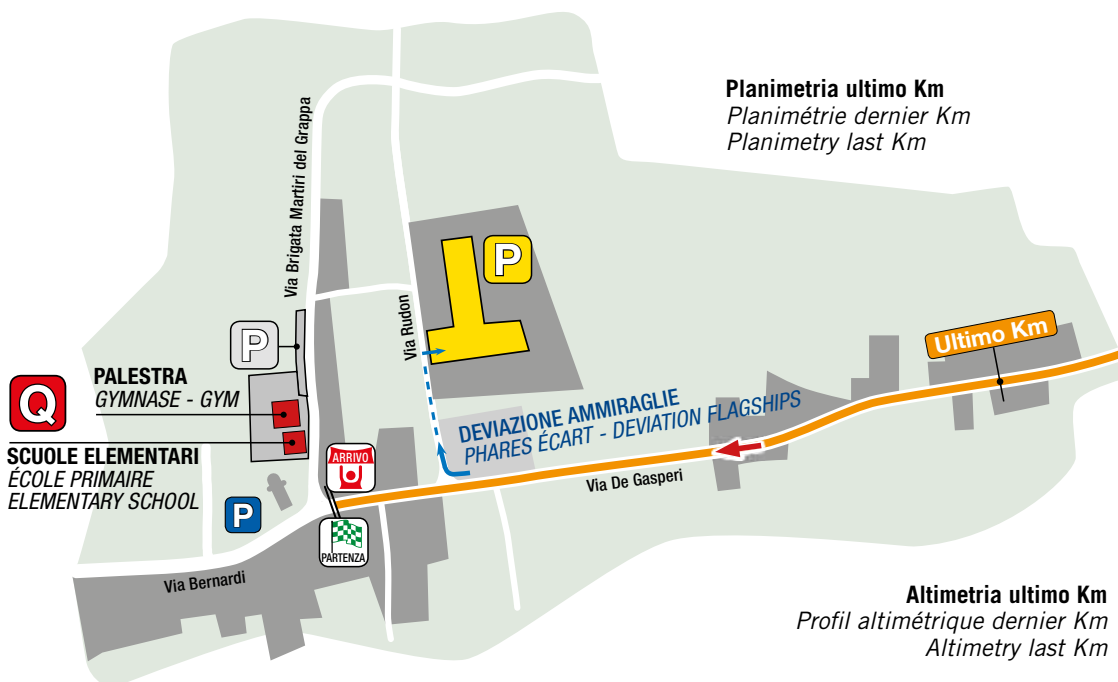 Planimetria ultimo Km
Planimétrie dernier Km
Planimetry last Km
Via Brigata Martiri del Grappa
P
Via Rudon
P
Ultimo Km
Q
PALESTRA
GYMNASE - GYM
DEVIAZIONE AMMIRAGLIE
PHARES ÉCART - DEVIATION FLAGSHIPS
SCUOLE ELEMENTARI
ÉCOLE PRIMAIRE
ELEMENTARY SCHOOL
ARRIVO
Via De Gasperi
P
PARTENZA
Via Bernardi
Altimetria ultimo Km
Profil altimétrique dernier Km
Altimetry last Km